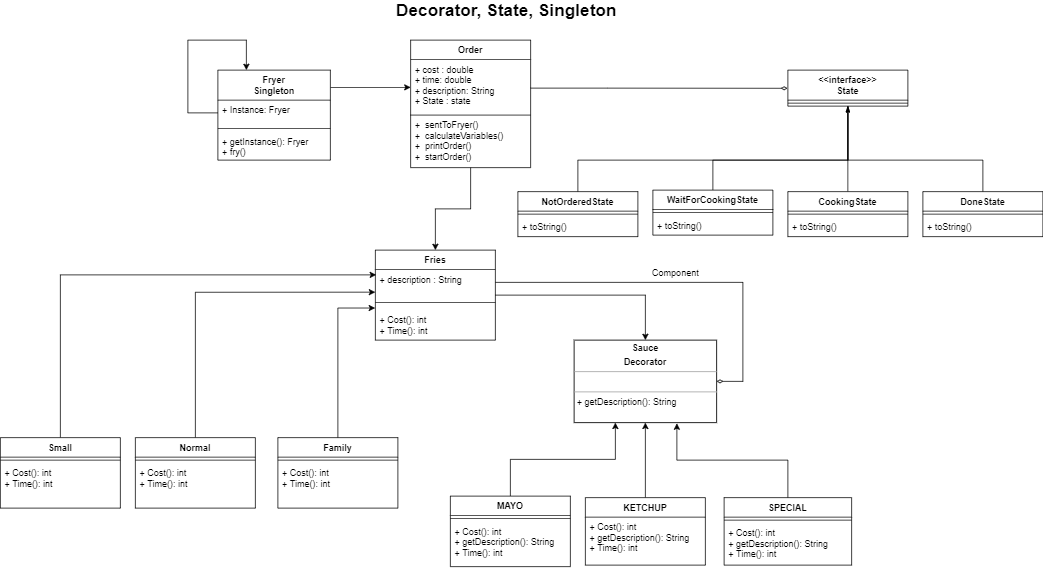 Decorator, State, Singleton
Fryer
Singleton
+ Instance: Fryer
+ getInstance(): Fryer
+ fry()
Order
+ cost : double
+ time: double
+ description: String
+ State : state
+ sentToFryer()
+ calculateVariables()
+ printOrder()
+ startOrder()
<<interface>>
State
NotOrderedState
+ toString()
WaitForCookingState
+ toString()
CookingState
+ toString()
DoneState
+ toString()
Fries
+ description : String
+ Cost(): int
+ Time(): int
Component
Sauce
Decorator
+ getDescription(): String
Small
+ Cost(): int
+ Time(): int
Normal
+ Cost(): int
+ Time(): int
Family
+ Cost(): int
+ Time(): int
MAYO
+ Cost(): int
+ getDescription(): String
+ Time(): int
KETCHUP
+ Cost(): int
+ getDescription(): String
+ Time(): int
SPECIAL
+ Cost(): int
+ getDescription(): String
+ Time(): int